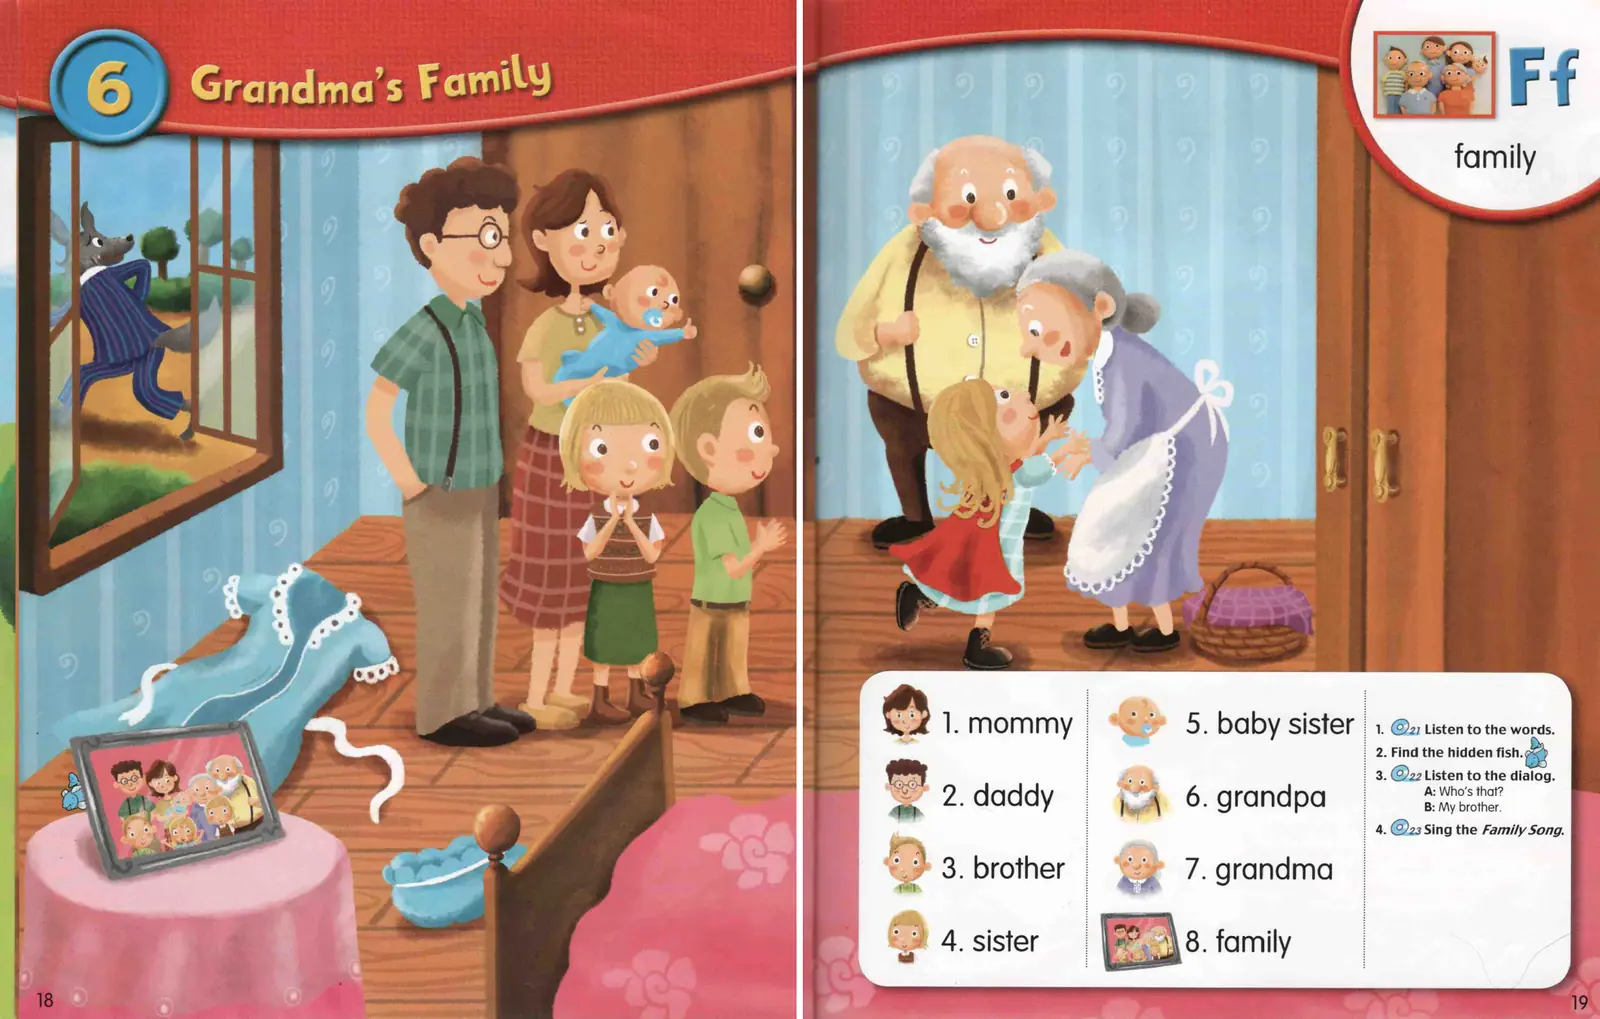 6
Grandma's Family
Ff
family
1. mommy
2. daddy
3. brother
4. sister
5. baby sister
6. grandpa
7. grandma
8. family
1. 21 Listen to the words.
2. Find the hidden fish.
3. 22 Listen to the dialog.
A: Who's that?
B: My brother.
4. 23 Sing the Family Song.
18
19